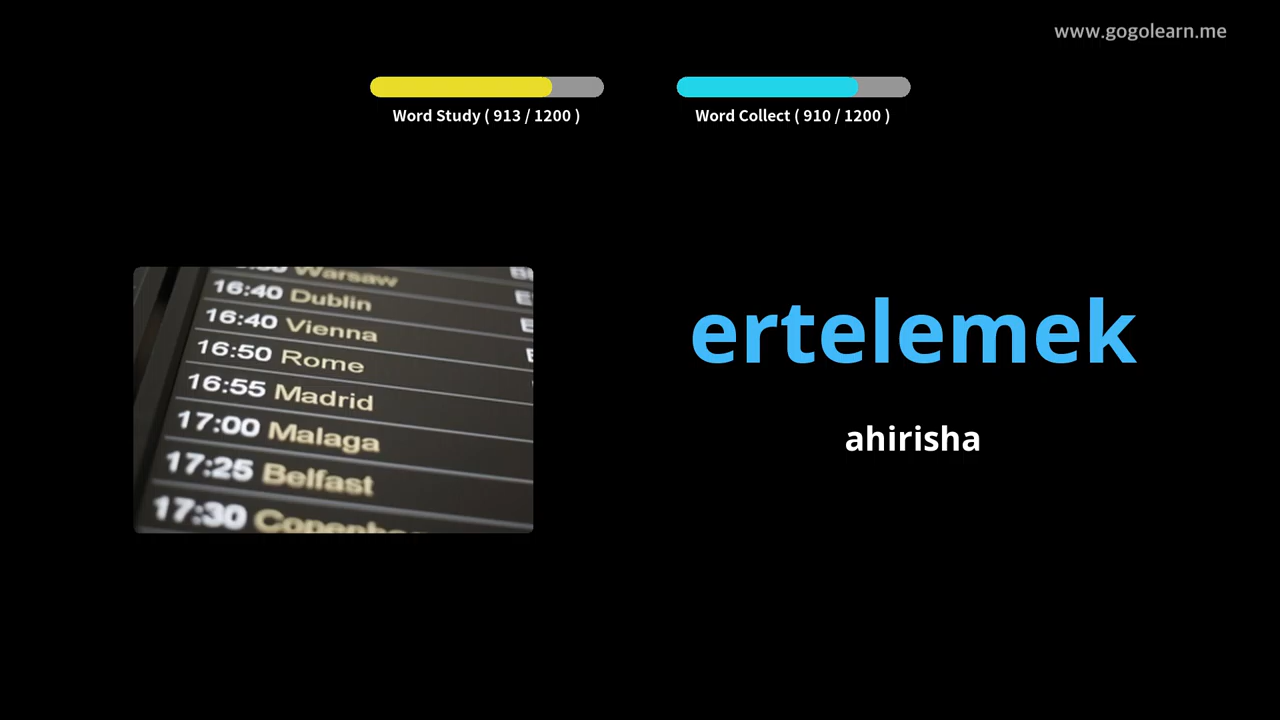 www.gogolearn.me
Word Study ( 913 / 1200 )
Word Collect ( 910 / 1200 )
Warsaw
16:40 Dublin
16:40 Vienna
16:50 Rome
16:55 Madrid
17:00 Malaga
17:25 Belfast
17:30
ertelemek
ahirisha